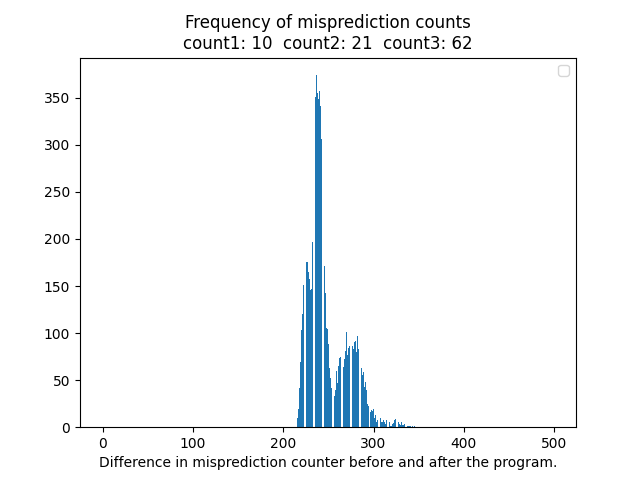 Frequency of misprediction counts
count1: 10 count2: 21 count3: 62
350
300
250
200
150
100
50
0
0 100 200 300 400 500
Difference in misprediction counter before and after the program.